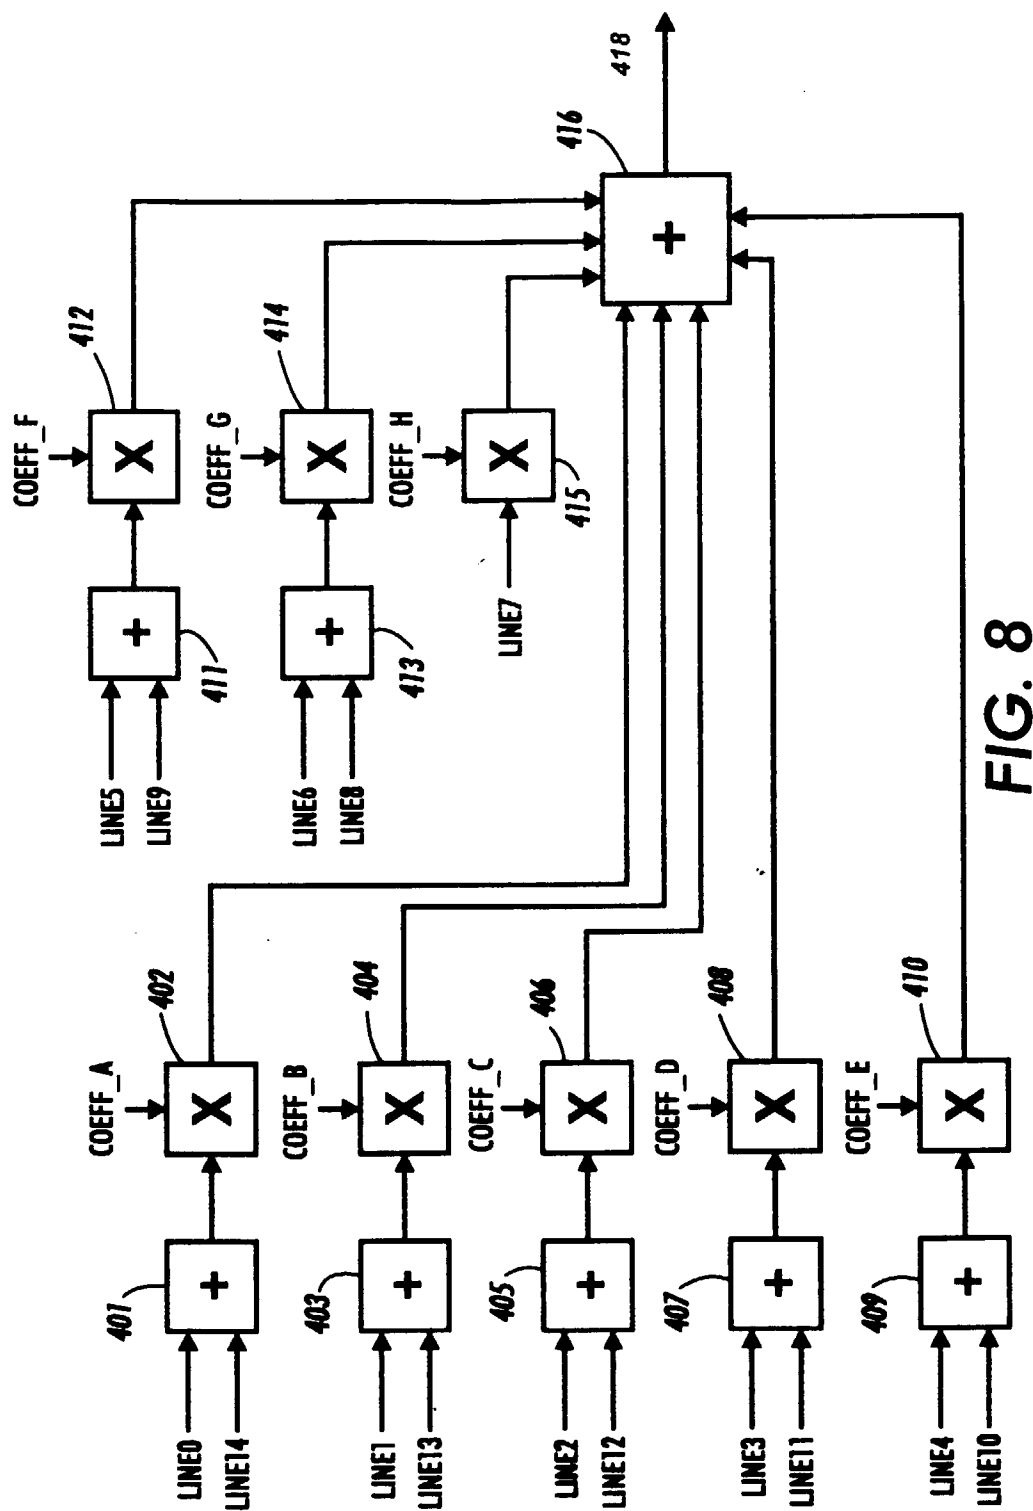 LINE0
LINE14
401
+
COEFF_A
X
402
LINE1
LINE13
403
+
COEFF_B
X
404
LINE2
LINE12
405
+
COEFF_C
X
406
LINE3
LINE11
407
+
COEFF_D
X
408
LINE4
LINE10
409
+
COEFF_E
X
410
LINE5
LINE9
411
+
COEFF_F
X
412
LINE6
LINE8
413
+
COEFF_G
X
414
LINE7
COEFF_H
X
415
+
416
418
FIG. 8